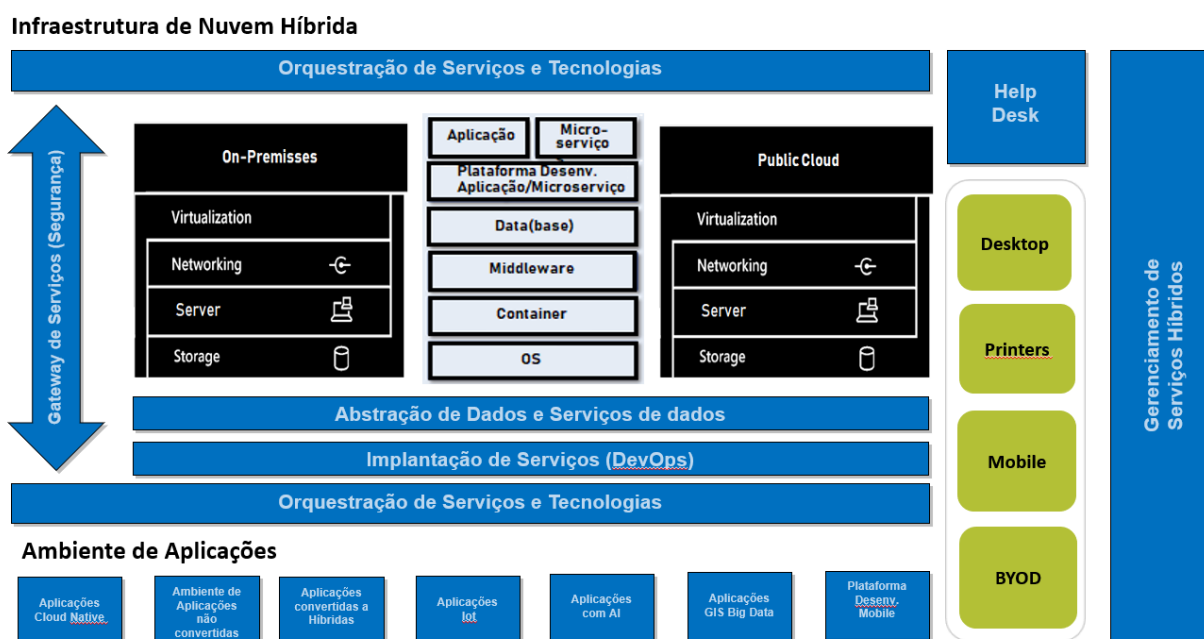 Infraestrutura de Nuvem Híbrida
Orquestração de Serviços e Tecnologias
Gateway de Serviços (Segurança)
On-Premisses
Virtualization
Networking
Server
Storage
Aplicação
Micro-
serviço
Plataforma Desenv.
Aplicação/Microserviço
Data(base)
Middleware
Container
OS
Public Cloud
Virtualization
Networking
Server
Storage
Abstração de Dados e Serviços de dados
Implantação de Serviços (DevOps)
Orquestração de Serviços e Tecnologias
Help
Desk
Desktop
Printers
Mobile
BYOD
Gerenciamento de
Serviços Híbridos
Ambiente de Aplicações
Aplicações
Cloud Native
Ambiente de
Aplicações
não
convertidas
Aplicações
convertidas a
Híbridas
Aplicações
Iot
Aplicações
com AI
Aplicações
GIS Big Data
Plataforma
Desenv.
Mobile